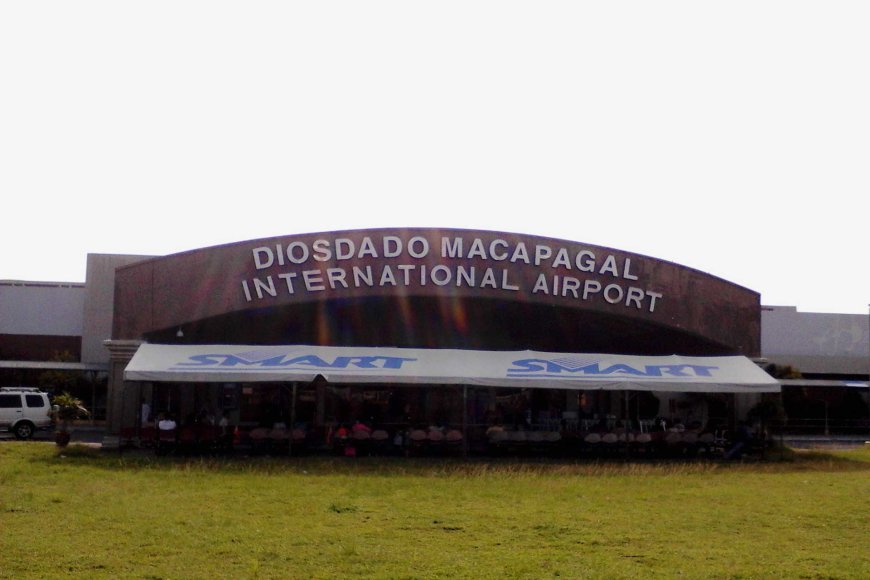 DIOSDADO MACAPAGAL
INTERNATIONAL AIRPORT
SMART SMART